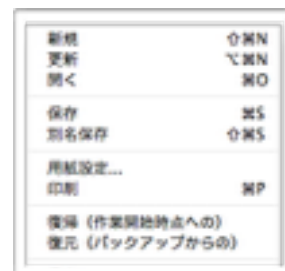 新規 ⇧⌘N
更新 ⌥⌘N
開く ⌘O
保存 ⌘S
別名保存 ⇧⌘S
用紙設定...
印刷 ⌘P
復帰（作業開始時点への）
復元（バックアップからの）